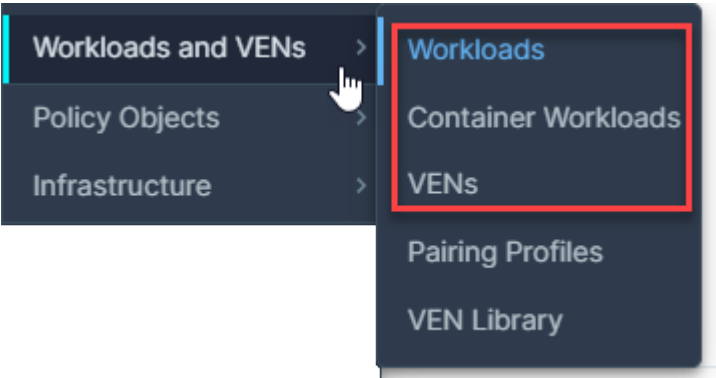 Workloads and VENs
Policy Objects
Infrastructure
Workloads
Container Workloads
VENs
Pairing Profiles
VEN Library